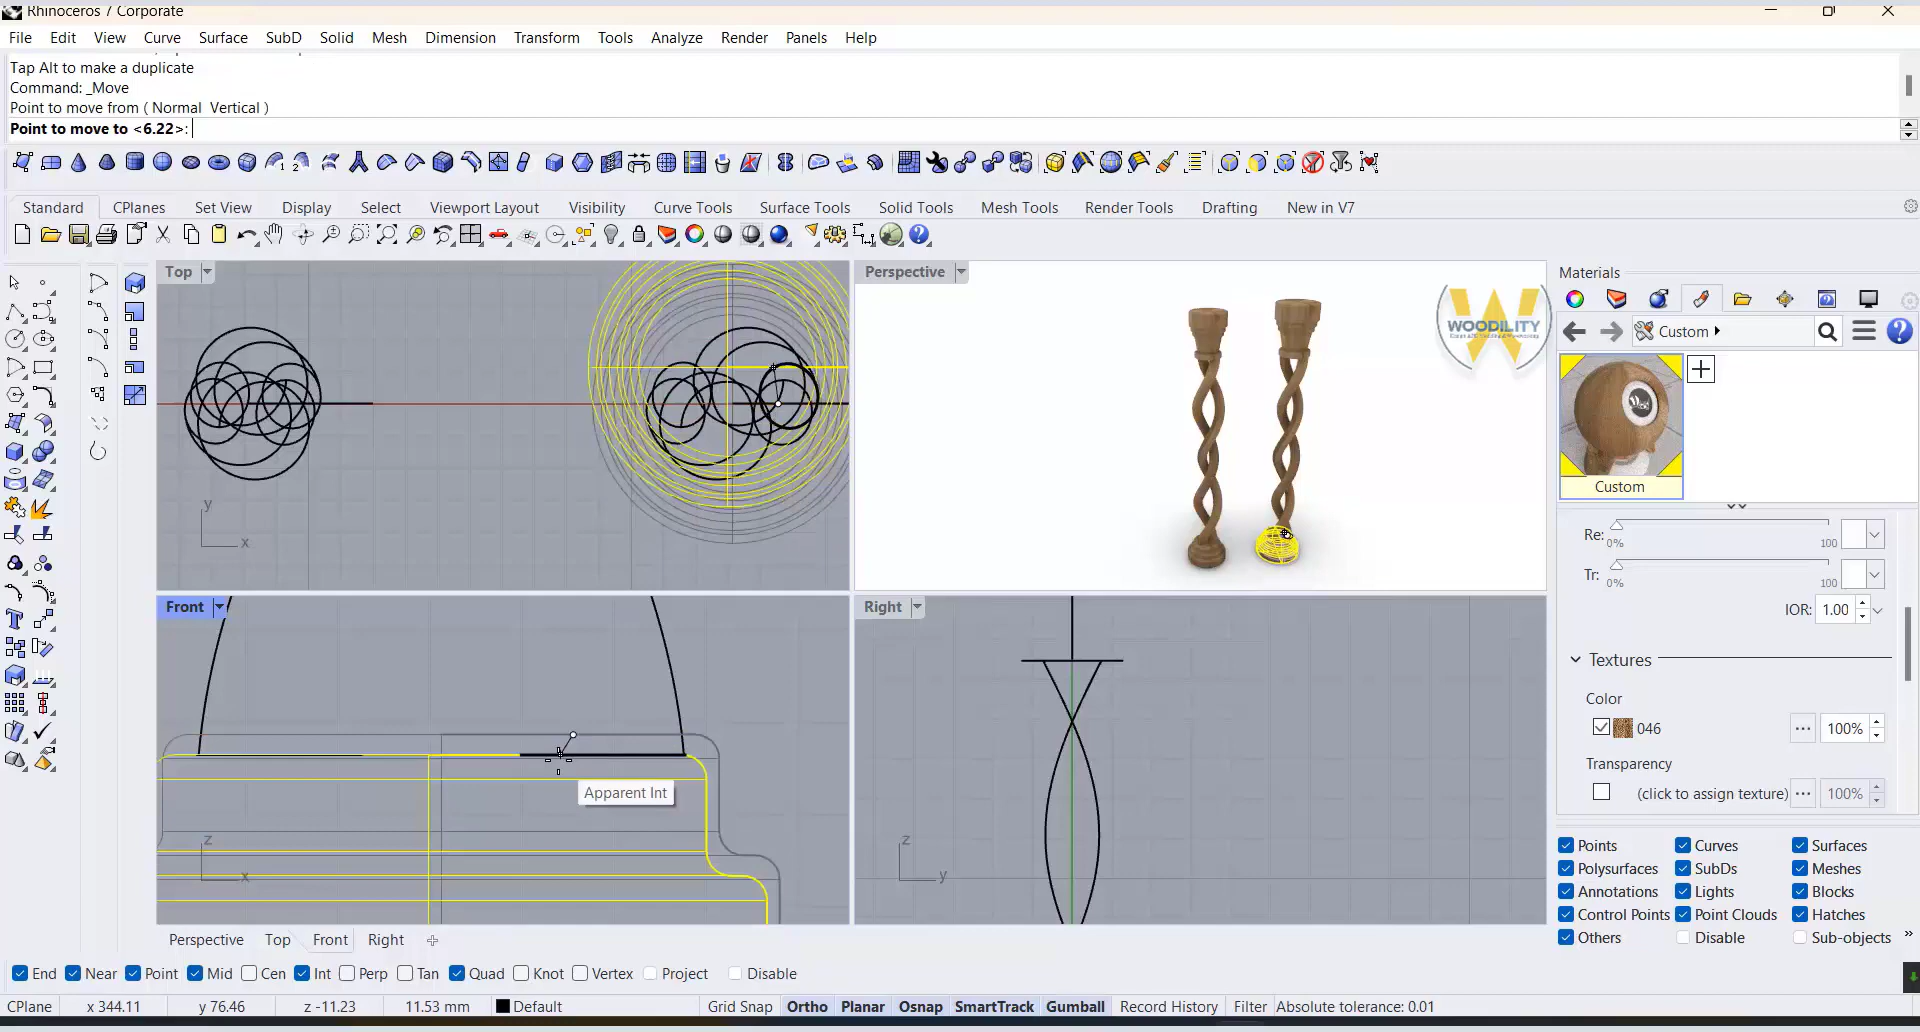 Rhinoceros 7 Corporate
File Edit View Curve Surface SubD Solid Mesh Dimension Transform Tools Analyze Render Panels Help
Tap Alt to make a duplicate
Command: _Move
Point to move from ( Normal Vertical )
Point to move to <6.22>:
Standard CPlanes Set View Display Select Viewport Layout Visibility Curve Tools Surface Tools Solid Tools Mesh Tools Render Tools Drafting New in V7
Top
Perspective
Materials
WOODILITY
Custom
Custom
y
x
Re:
0% 100
Tr:
0% 100
IOR: 1.00
Front
Right
Textures
Color
046 100%
Transparency
(click to assign texture) 100%
Apparent Int
z
x
z
y
Points Curves Surfaces
Polysurfaces SubDs Meshes
Annotations Lights Blocks
Control Points Point Clouds Hatches
Others Disable Sub-objects
Perspective Top Front Right
End Near Point Mid Cen Int Perp Tan Quad Knot Vertex Project Disable
CPlane x 344.11 y 76.46 z -11.23 11.53 mm Default Grid Snap Ortho Planar Osnap SmartTrack Gumball Record History Filter Absolute tolerance: 0.01